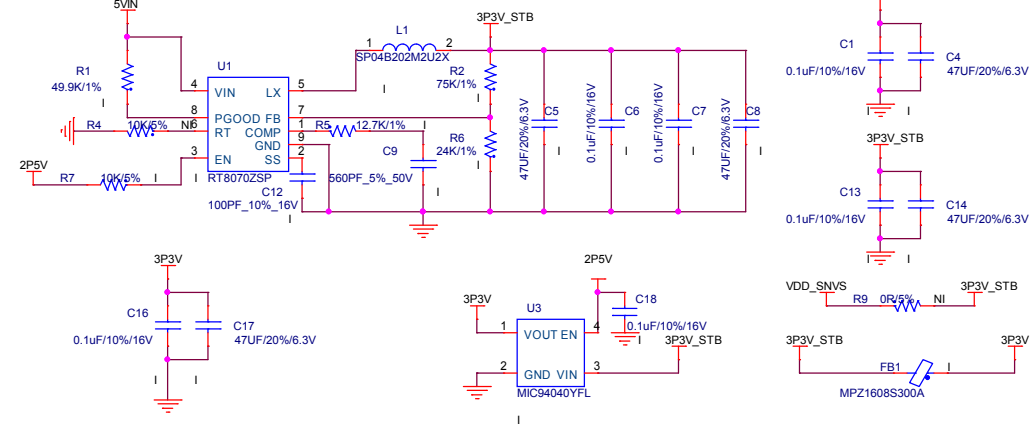 5VIN
R1
49.9K/1%
I
R4
10K/5%
NI
2P5V
R7
10K/5%
I
I
U1
4
VIN
LX
5
8
PGOOD
FB
7
6
RT
COMP
1
GND
9
3
EN
SS
2
RT8070ZSP
L1
1
2
SP04B202M2U2X
I
3P3V_STB
R2
75K/1%
I
R5
12.7K/1%
I
R6
24K/1%
I
C9
560PF_5%_50V
I
C12
100PF_10%_16V
I
C5
47UF/20%/6.3V
I
C6
0.1uF/10%/16V
I
C7
0.1uF/10%/16V
I
C8
47UF/20%/6.3V
I
C1
0.1uF/10%/16V
I
C4
47UF/20%/6.3V
I
3P3V_STB
C13
0.1uF/10%/16V
I
C14
47UF/20%/6.3V
I
3P3V
C16
0.1uF/10%/16V
I
C17
47UF/20%/6.3V
I
3P3V
2P5V
U3
1
VOUT
EN
4
2
GND
VIN
3
MIC94040YFL
I
C18
0.1uF/10%/16V
I
3P3V_STB
VDD_SNVS
R9
0R/5%
NI
3P3V_STB
3P3V_STB
FB1
I
3P3V
MPZ1608S300A